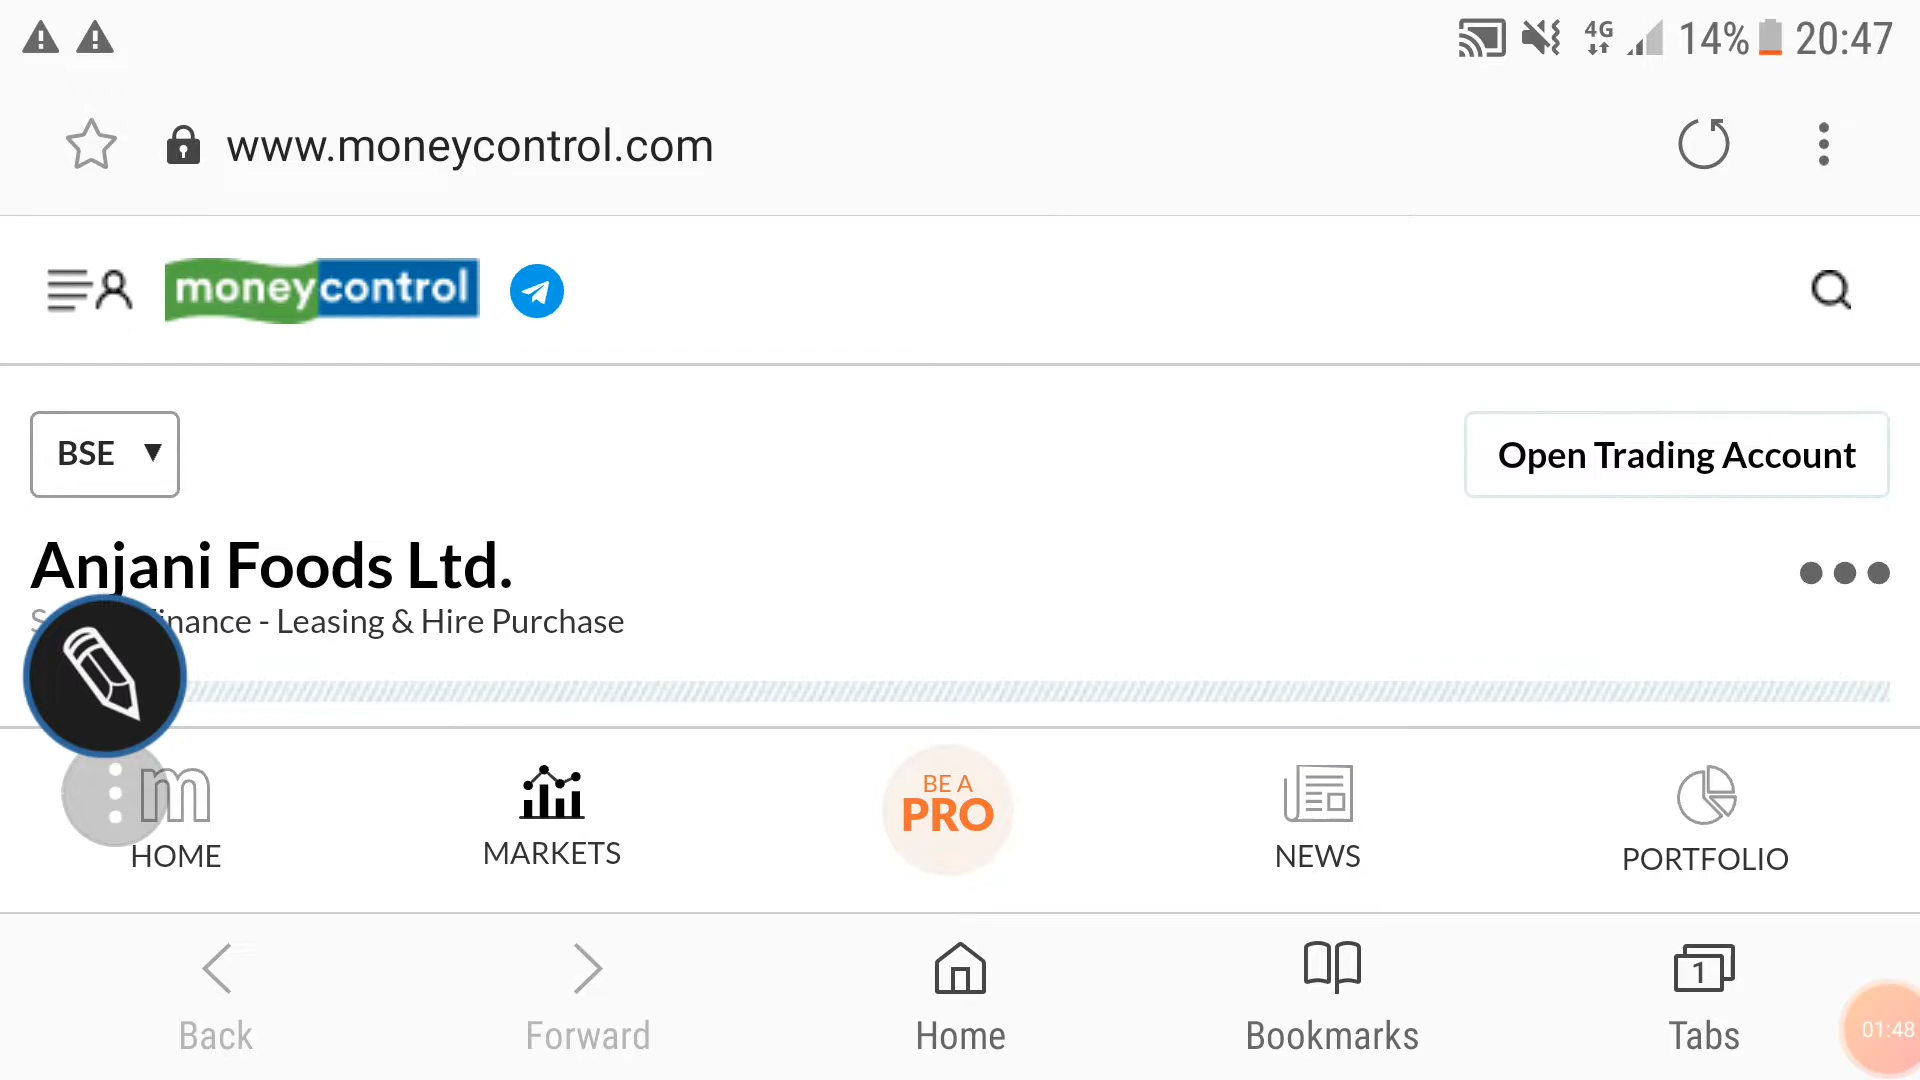 4G 14% 20:47
www.moneycontrol.com
moneycontrol
BSE
Open Trading Account
Anjani Foods Ltd.
- Leasing & Hire Purchase
BE A
PRO
HOME
MARKETS
NEWS
PORTFOLIO
1
Back
Forward
Home
Bookmarks
Tabs
01:48